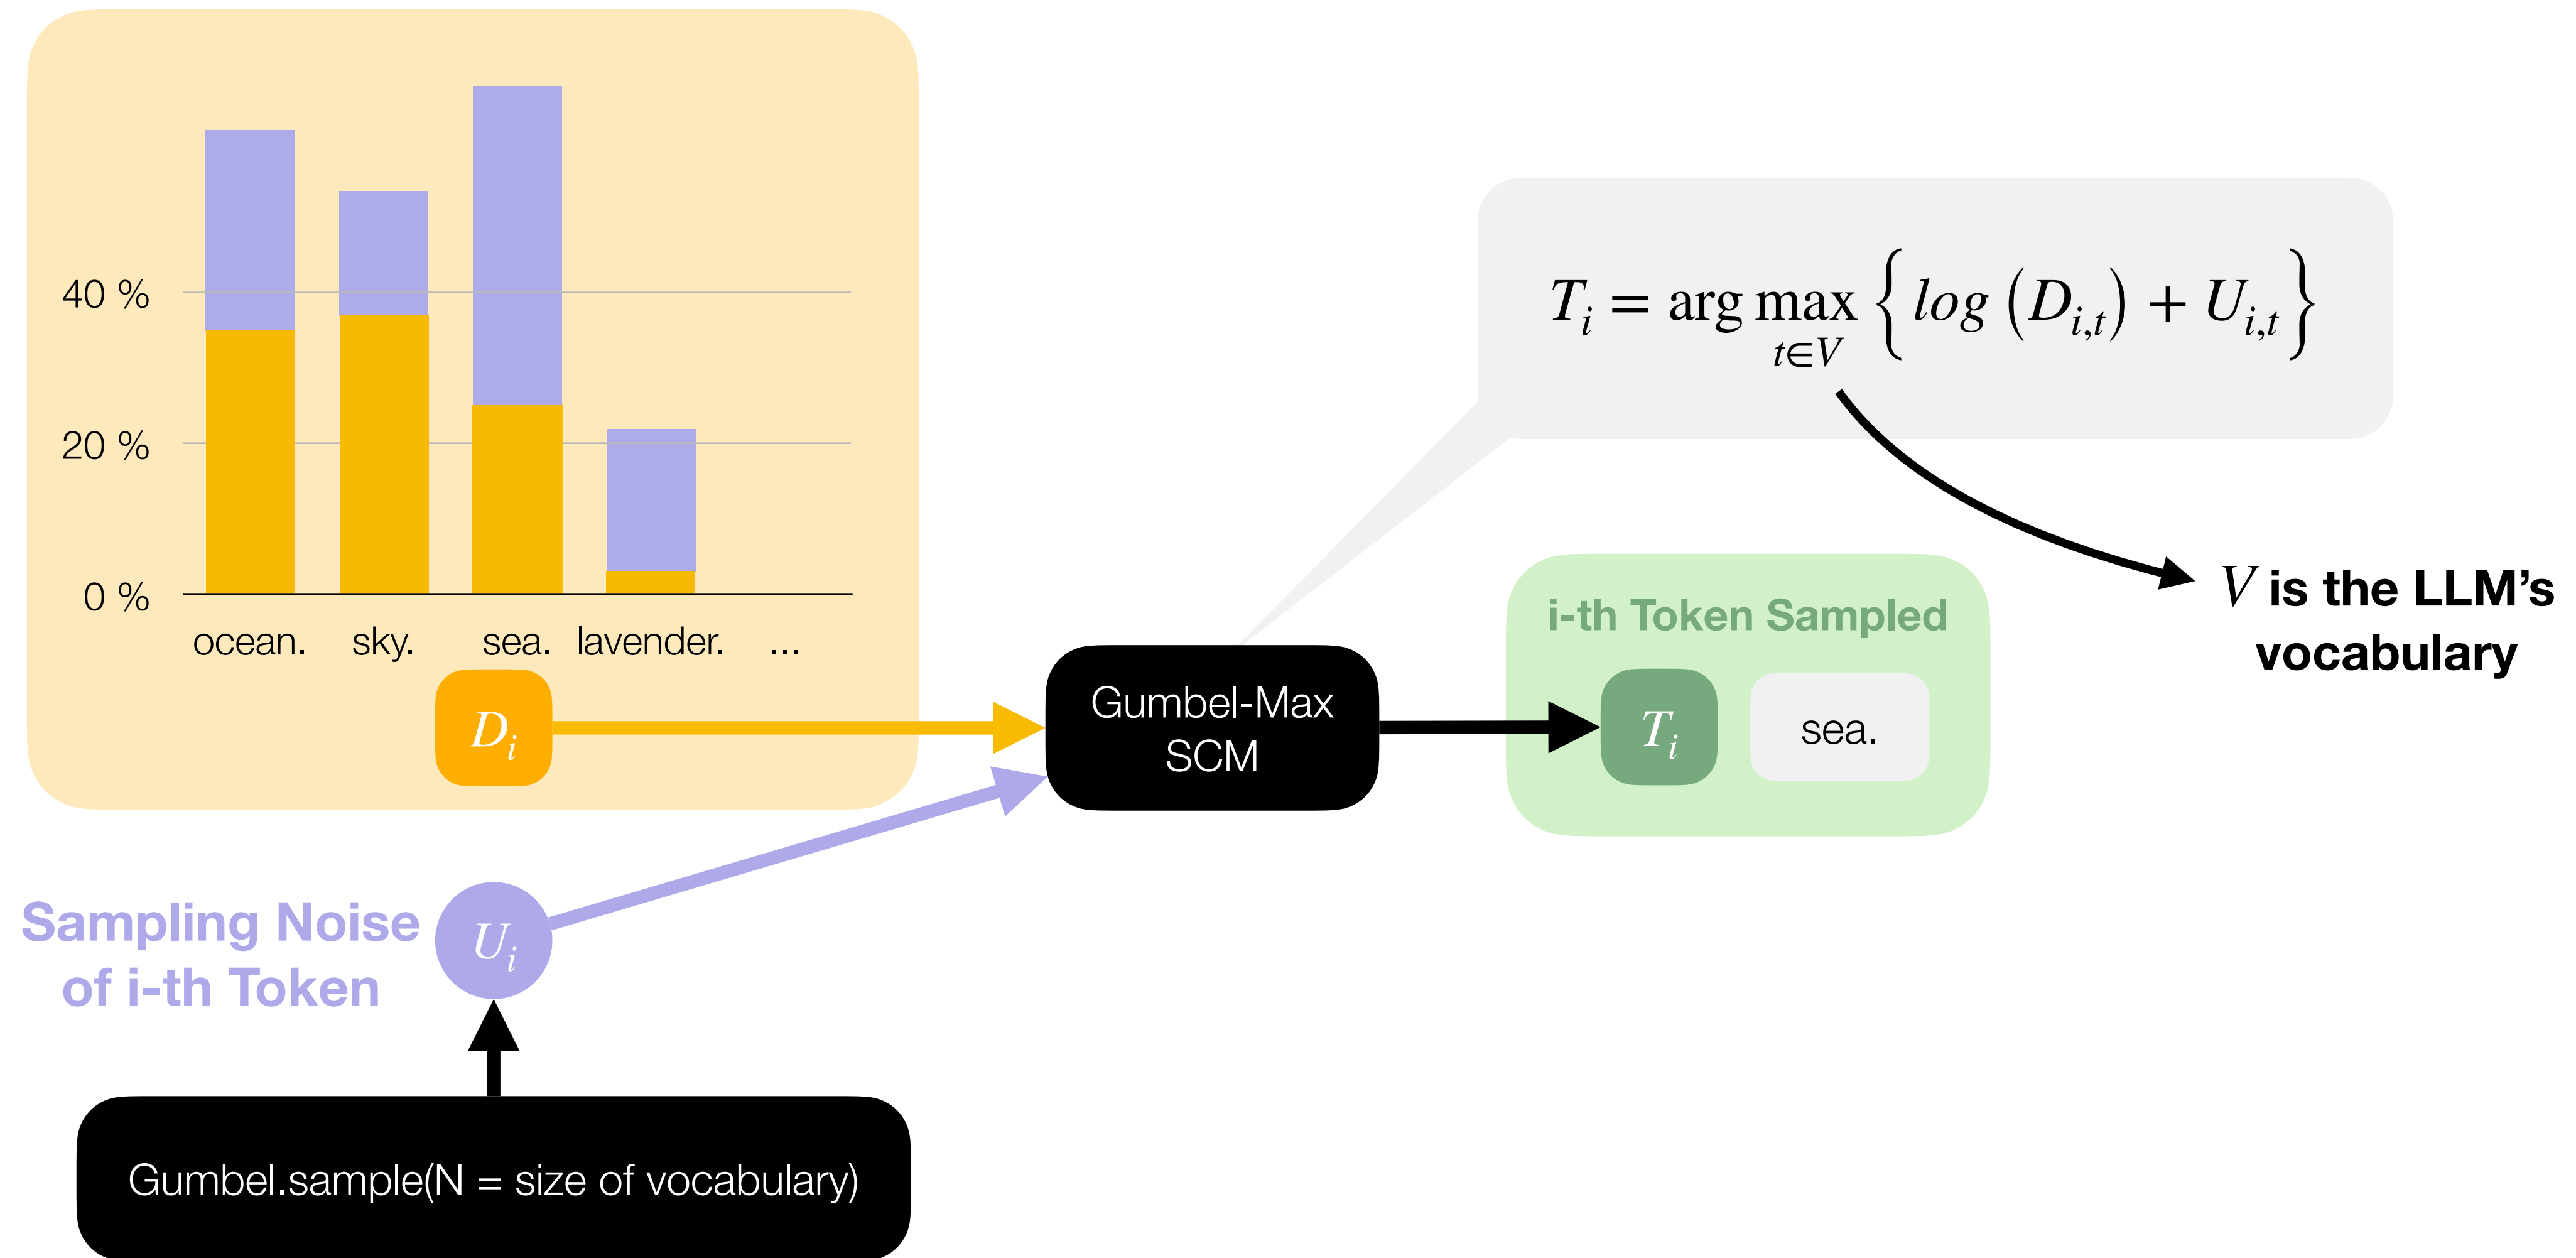 40 %
20 %
0 %
ocean. sky. sea. lavender. ...
D_i
Sampling Noise
of i-th Token
U_i
Gumbel.sample(N = size of vocabulary)
Gumbel-Max
SCM
T_i = arg max_{t∈V} { log (D_{i,t}) + U_{i,t} }
V is the LLM's
vocabulary
i-th Token Sampled
T_i sea.